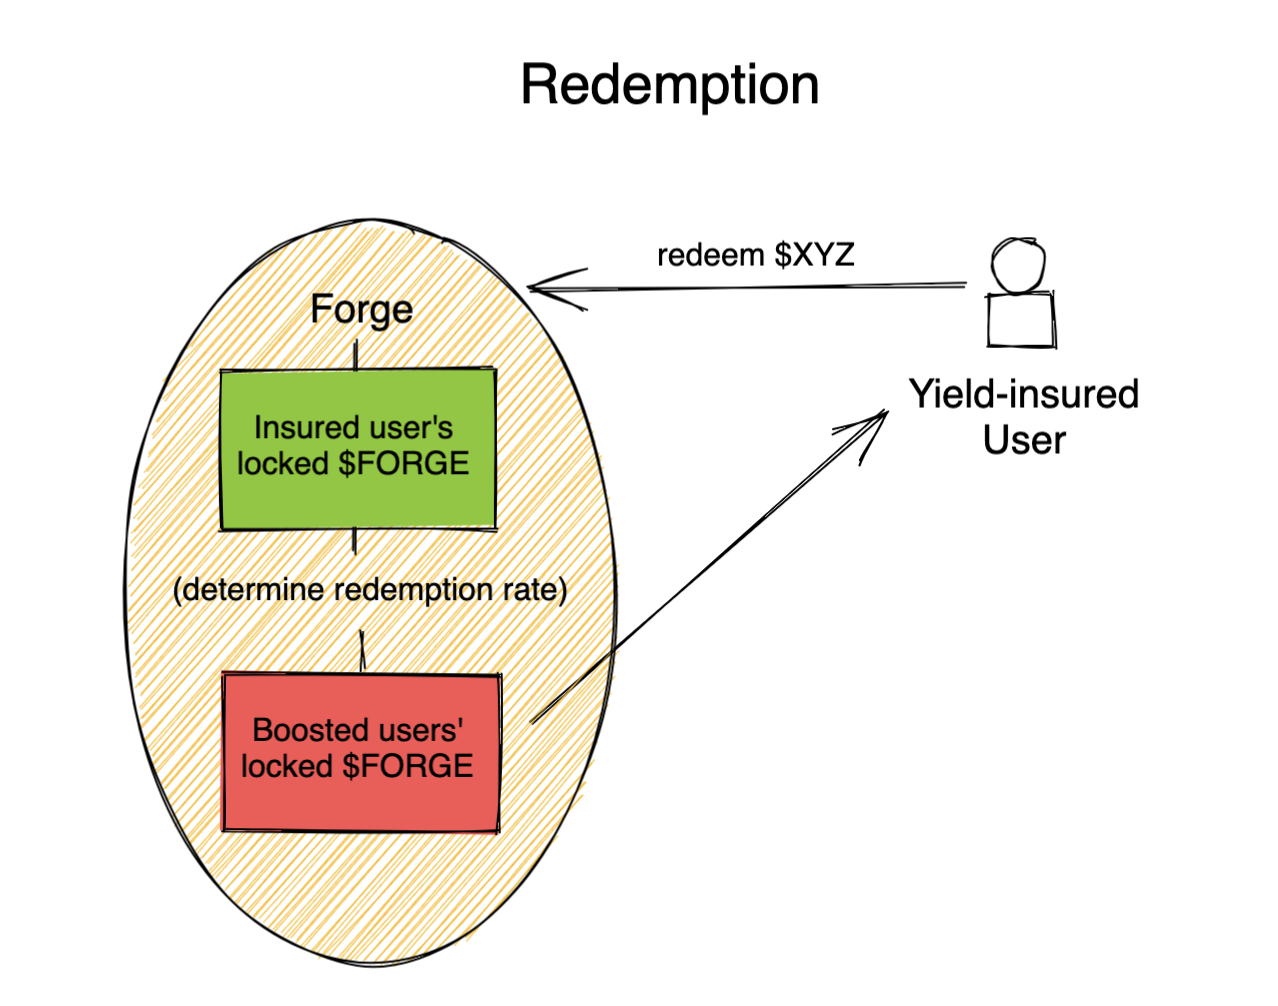 Redemption
redeem $XYZ
Forge
Yield-insured
User
Insured user's
locked $FORGE
(determine redemption rate)
Boosted users'
locked $FORGE